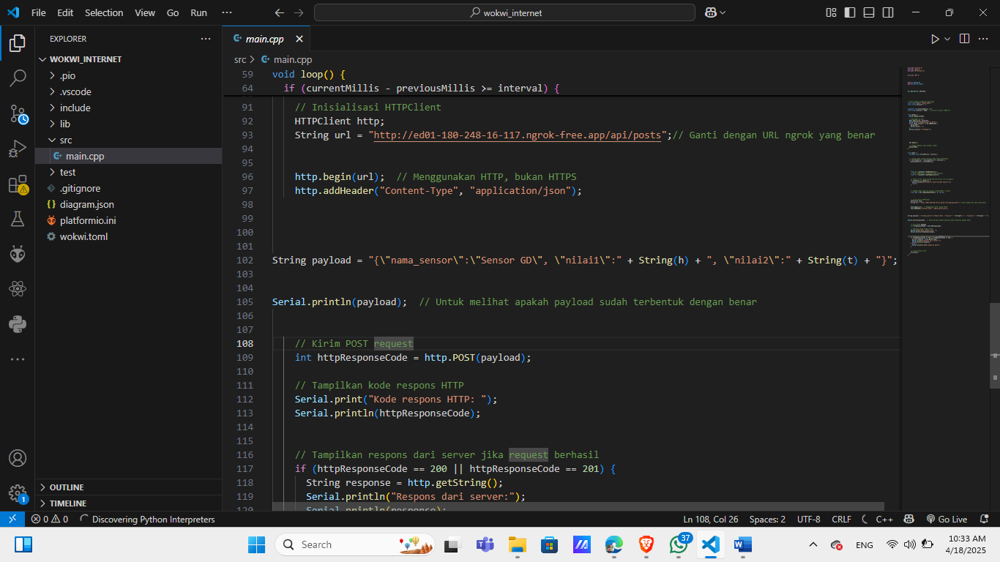 File Edit Selection View Go Run ···
wokwi_internet
EXPLORER ···
WOKWI_INTERNET
.pio
.vscode
include
lib
src
main.cpp
test
.gitignore
diagram.json
platformio.ini
wokwi.toml
OUTLINE
TIMELINE
main.cpp
src > main.cpp
59 void loop() {
64 if (currentMillis - previousMillis >= interval) {
91 // Inisialisasi HTTPClient
92 HTTPClient http;
93 String url = "http://ed01-180-248-16-117.ngrok-free.app/api/posts";// Ganti dengan URL ngrok yang benar
94
95
96 http.begin(url);  // Menggunakan HTTP, bukan HTTPS
97 http.addHeader("Content-Type", "application/json");
98
99
100
101
102 String payload = "{\"nama_sensor\":\"Sensor GD\", \"nilai1\":" + String(h) + ", \"nilai2\":" + String(t) + "}";
103
104
105 Serial.println(payload);  // Untuk melihat apakah payload sudah terbentuk dengan benar
106
107
108 // Kirim POST request
109 int httpResponseCode = http.POST(payload);
110
111 // Tampilkan kode respons HTTP
112 Serial.print("Kode respons HTTP: ");
113 Serial.println(httpResponseCode);
114
115
116 // Tampilkan respons dari server jika request berhasil
117 if (httpResponseCode == 200 || httpResponseCode == 201) {
118 String response = http.getString();
119 Serial.println("Respons dari server:");
120 Serial.println(response);
1
0 0 Discovering Python Interpreters
Ln 108, Col 26 Spaces: 2 UTF-8 CRLF C++ Go Live
Search
37
ENG
10:33 AM
4/18/2025